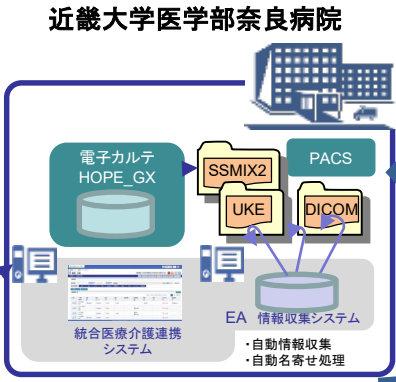 近畿大学医学部奈良病院
電子カルテ
HOPE_GX
SSMIX2
PACS
UKE
DICOM
EA 情報収集システム
統合医療介護連携
システム
・自動情報収集
・自動名寄せ処理